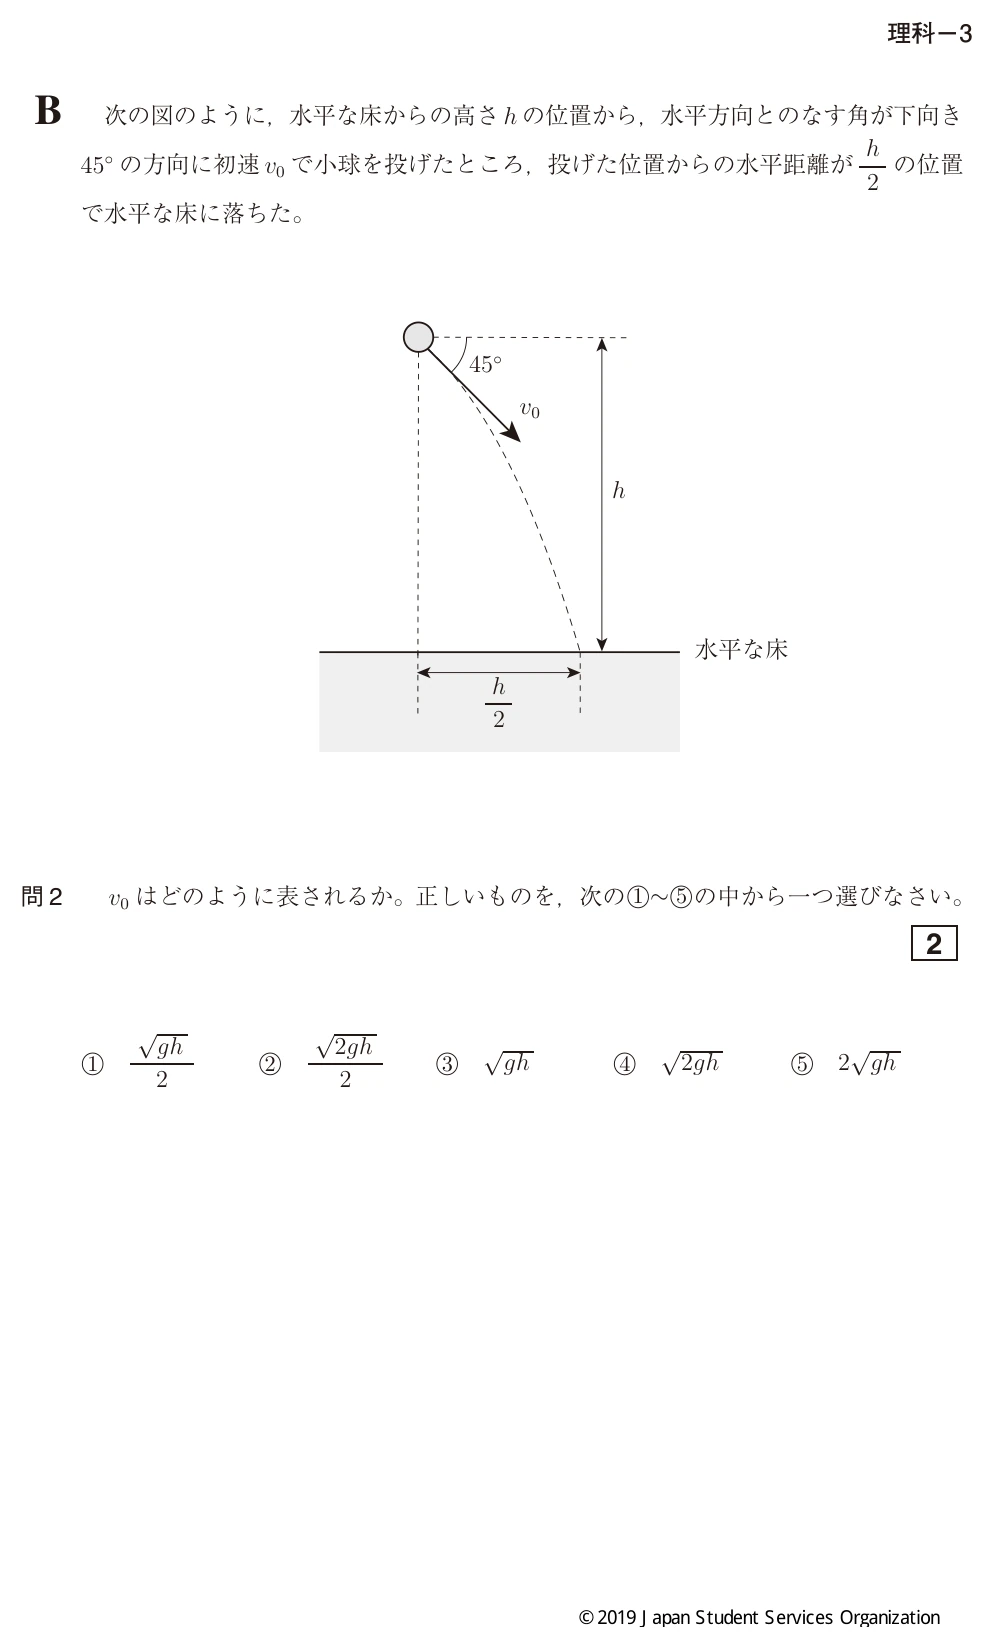 理科－3
B 次の図のように，水平な床からの高さ h の位置から，水平方向とのなす角が下向き
45° の方向に初速 v₀ で小球を投げたところ，投げた位置からの水平距離が h/2 の位置
で水平な床に落ちた。
45°
v₀
h
水平な床
h/2
問2 v₀ はどのように表されるか。正しいものを，次の①～⑤の中から一つ選びなさい。
2
① √gh/2 ② √2gh/2 ③ √gh ④ √2gh ⑤ 2√gh
© 2019 Japan Student Services Organization